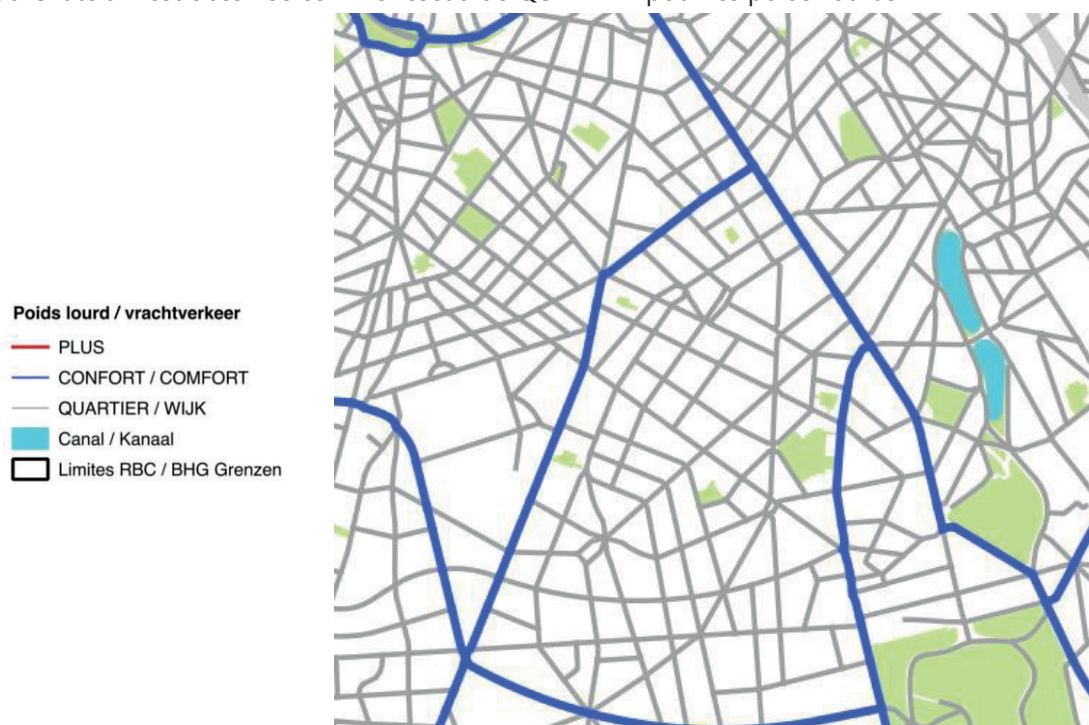 Poids lourd / vrachtverkeer
PLUS
CONFORT / COMFORT
QUARTIER / WIJK
Canal / Kanaal
Limites RBC / BHG Grenzen